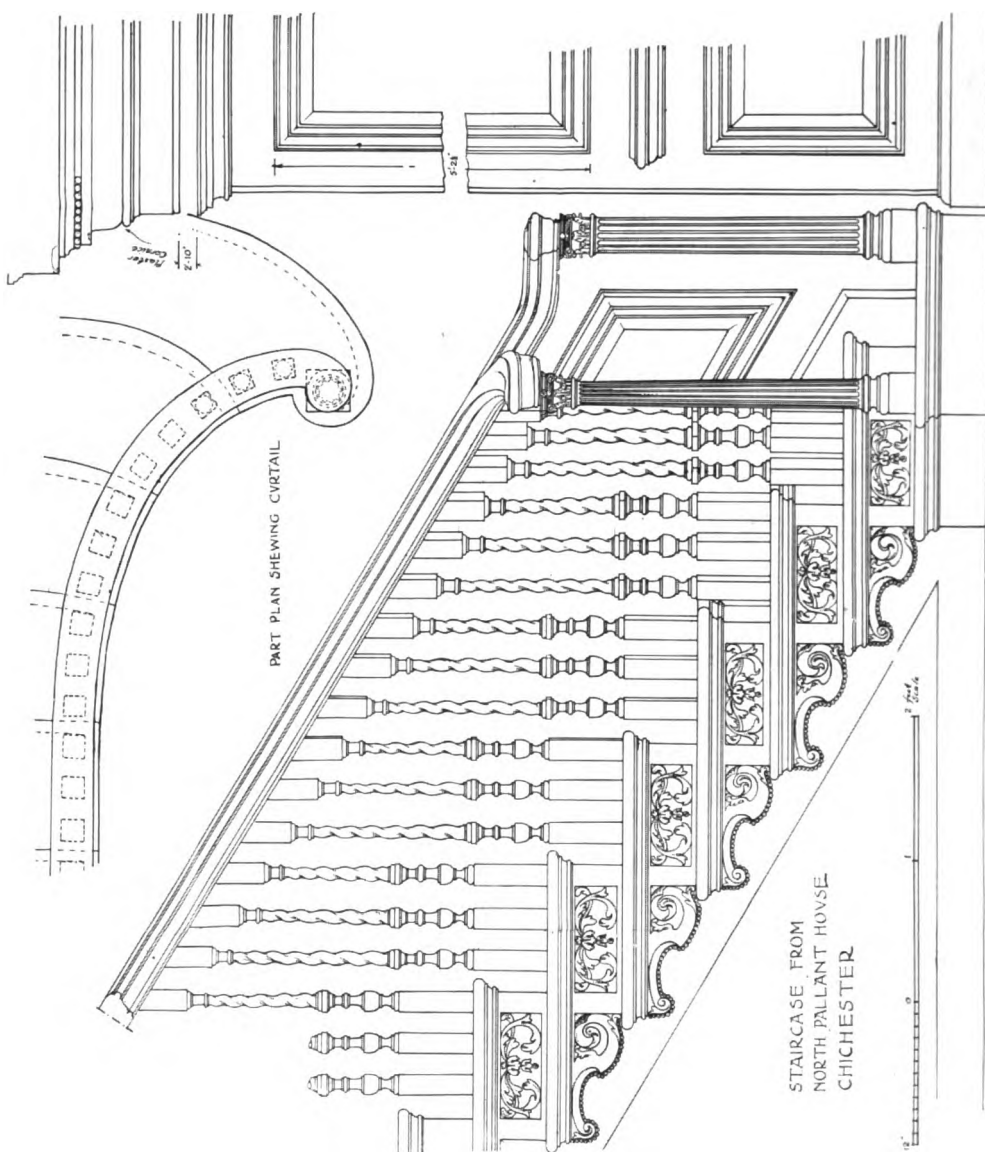 Plaster
Cornice
2'-10"
5'-2½"
PART PLAN SHEWING CVRTAIL
STAIRCASE FROM
NORTH PALLANT HOVSE
CHICHESTER
12"
0
1
2 feet
Scale